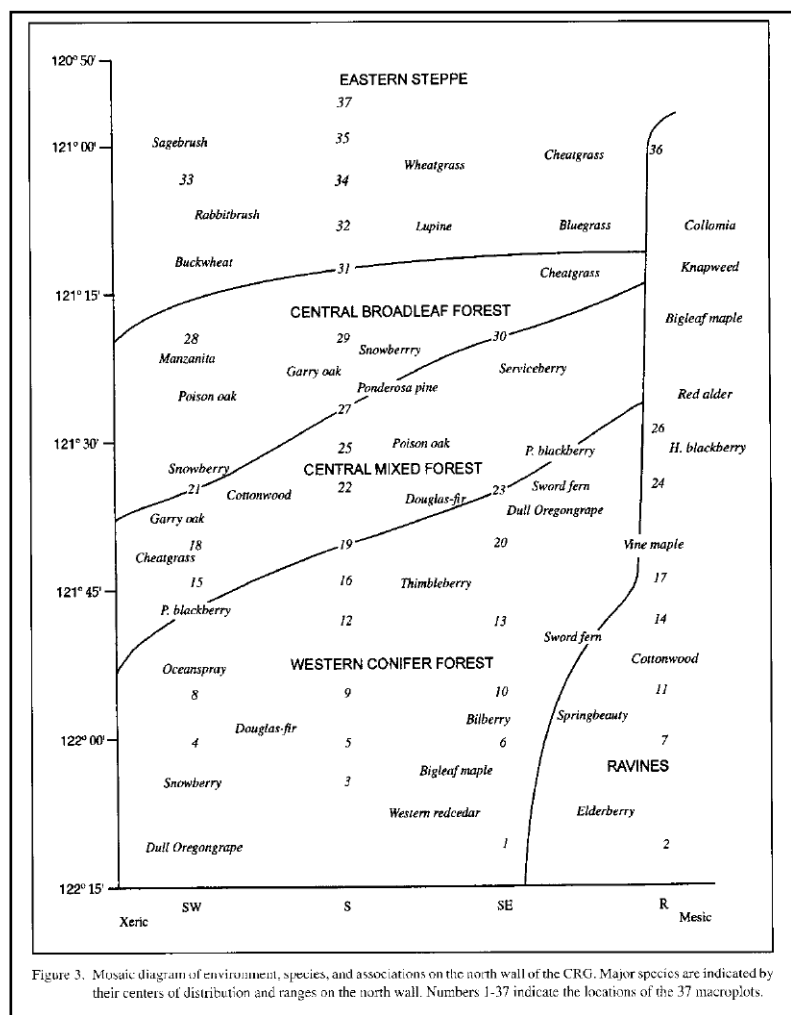 120° 50'
EASTERN STEPPE
37
121° 00'
Sagebrush
35
Cheatgrass
36
33
34
Wheatgrass
Rabbitbrush
32
Lupine
Bluegrass
Collomia
Buckwheat
31
Cheatgrass
Knapweed
121° 15'
CENTRAL BROADLEAF FOREST
Bigleaf maple
28
29
30
Manzanita
Snowberrry
Garry oak
Serviceberry
Poison oak
Ponderosa pine
Red alder
27
26
121° 30'
25
Poison oak
P. blackberry
H. blackberry
Snowberry
CENTRAL MIXED FOREST
21
Cottonwood
22
Douglas-fir
23
Sword fern
24
Garry oak
Dull Oregongrape
18
19
20
Vine maple
Cheatgrass
15
16
Thimbleberry
17
121° 45'
P. blackberry
12
13
14
Sword fern
Oceanspray
WESTERN CONIFER FOREST
Cottonwood
8
9
10
11
Bilberry
Springbeauty
Douglas-fir
122° 00'
4
5
6
7
Snowberry
3
Bigleaf maple
RAVINES
Western redcedar
Elderberry
Dull Oregongrape
1
2
122° 15'
SW
S
SE
R
Xeric
Mesic
Figure 3. Mosaic diagram of environment, species, and associations on the north wall of the CRG. Major species are indicated by
their centers of distribution and ranges on the north wall. Numbers 1-37 indicate the locations of the 37 macroplots.